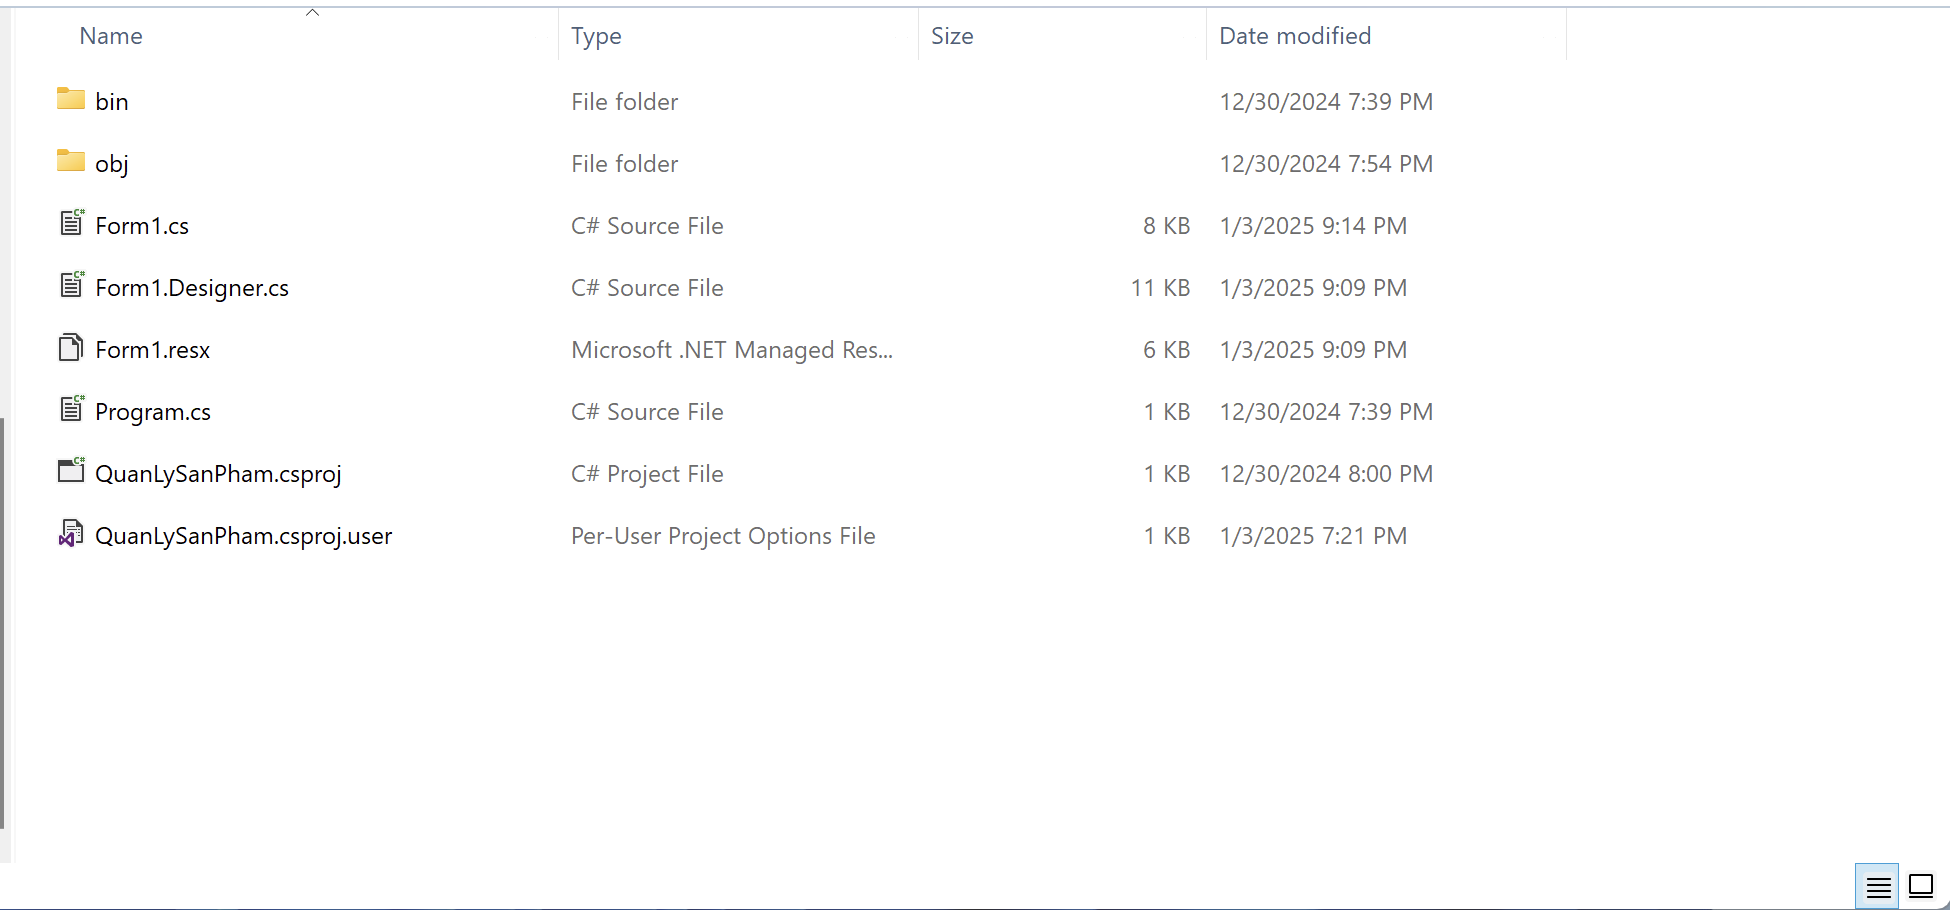 Name Type Size Date modified
bin File folder 12/30/2024 7:39 PM
obj File folder 12/30/2024 7:54 PM
Form1.cs C# Source File 8 KB 1/3/2025 9:14 PM
Form1.Designer.cs C# Source File 11 KB 1/3/2025 9:09 PM
Form1.resx Microsoft .NET Managed Res... 6 KB 1/3/2025 9:09 PM
Program.cs C# Source File 1 KB 12/30/2024 7:39 PM
QuanLySanPham.csproj C# Project File 1 KB 12/30/2024 8:00 PM
QuanLySanPham.csproj.user Per-User Project Options File 1 KB 1/3/2025 7:21 PM